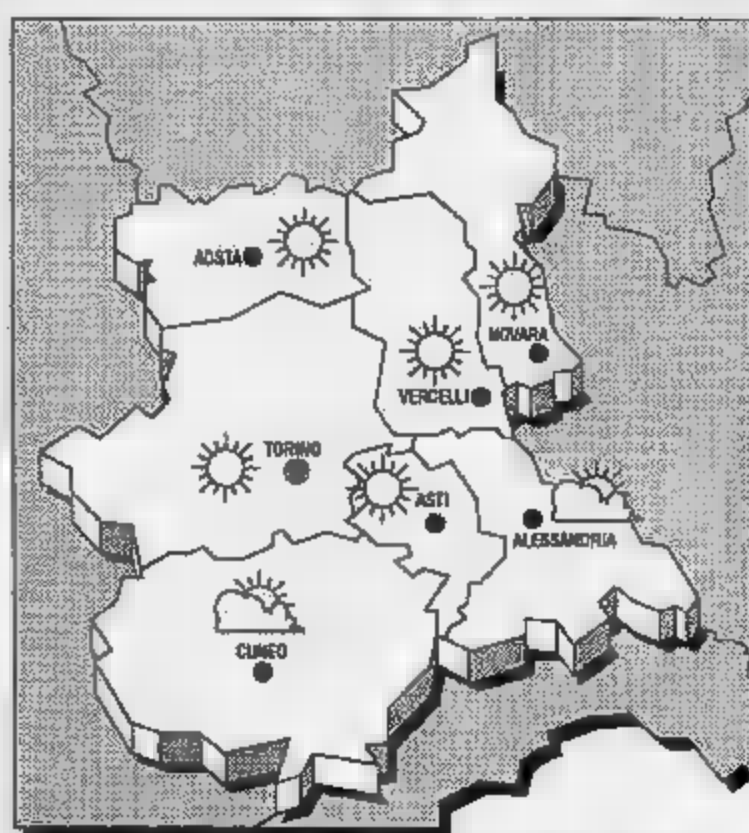 AOSTA
NOVARA
VERCELLI
TORINO
ASTI
ALESSANDRIA
CUNEO